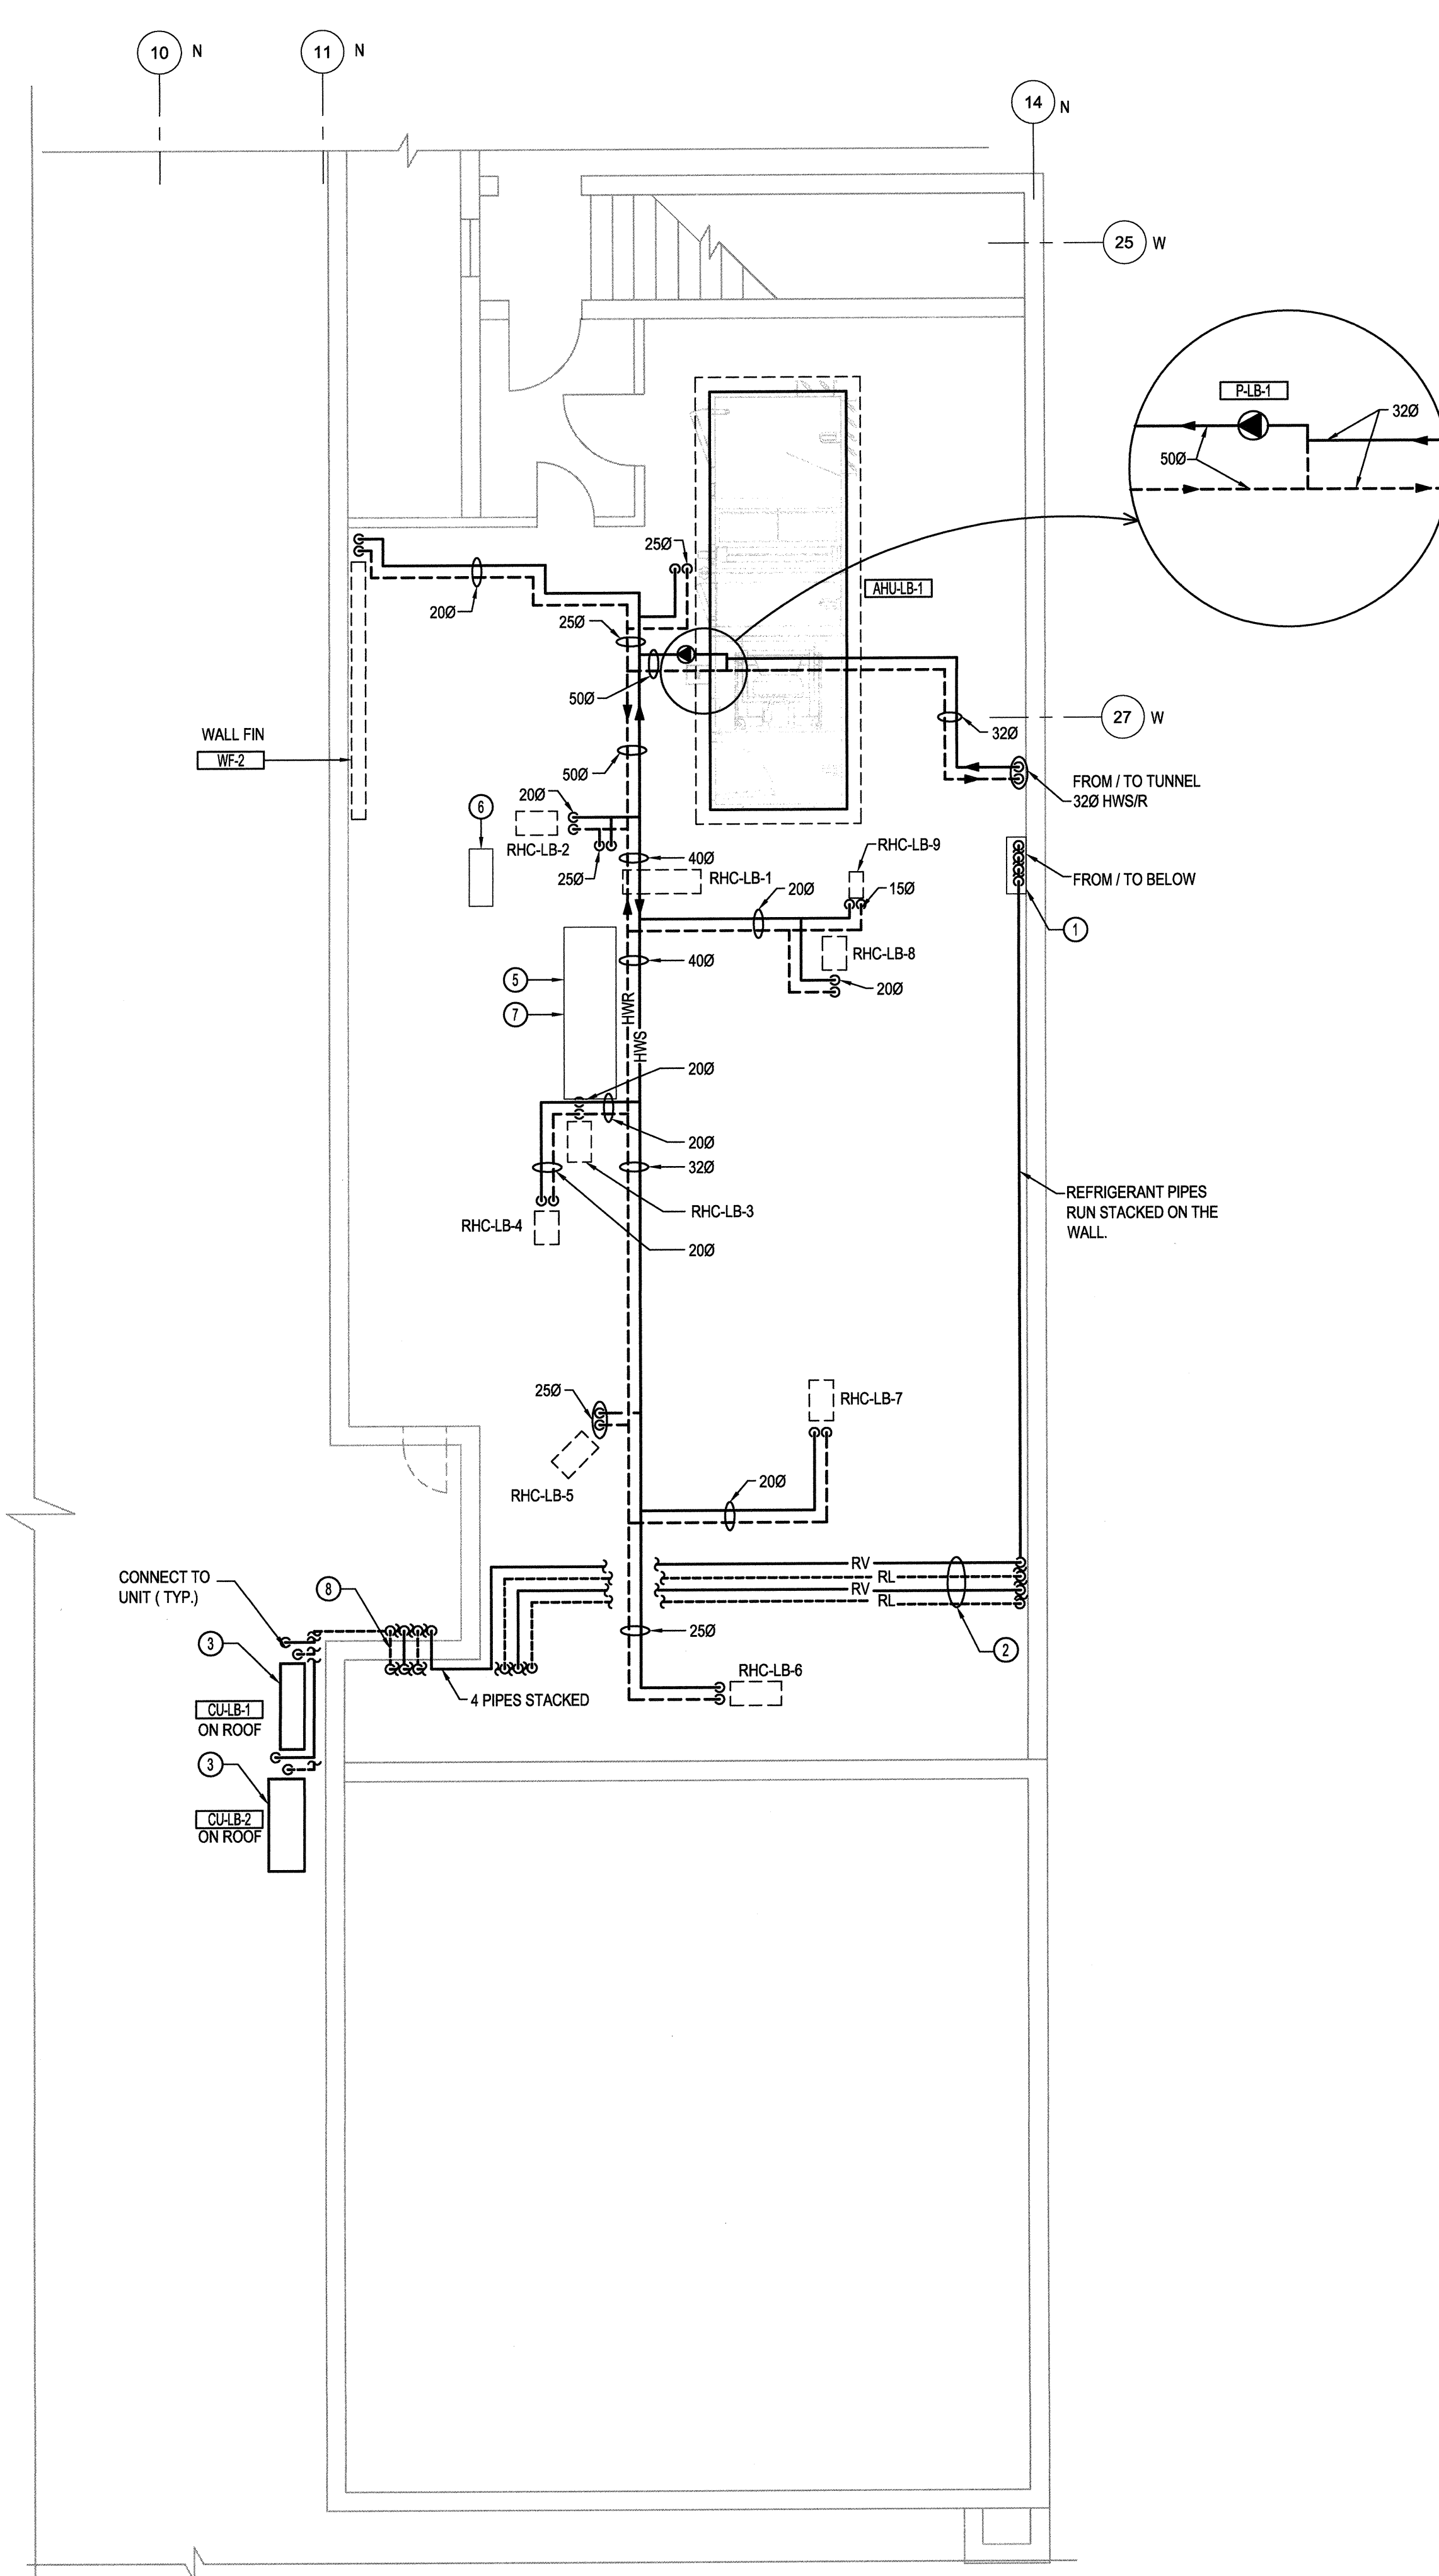 10 N
11 N
14 N
25 W
P-LB-1
32Ø
50Ø
25Ø
AHU-LB-1
20Ø
25Ø
50Ø
27 W
32Ø
WALL FIN
WF-2
50Ø
FROM / TO TUNNEL
32Ø HWS/R
20Ø
6
RHC-LB-2
25Ø
40Ø
RHC-LB-9
RHC-LB-1
20Ø
15Ø
FROM / TO BELOW
1
RHC-LB-8
40Ø
5
20Ø
7
HWR
HWS
20Ø
20Ø
32Ø
REFRIGERANT PIPES
RUN STACKED ON THE
WALL.
RHC-LB-3
RHC-LB-4
20Ø
25Ø
RHC-LB-7
RHC-LB-5
20Ø
RV
RL
RV
RL
CONNECT TO
UNIT ( TYP.)
8
25Ø
2
3
RHC-LB-6
4 PIPES STACKED
CU-LB-1
ON ROOF
3
CU-LB-2
ON ROOF